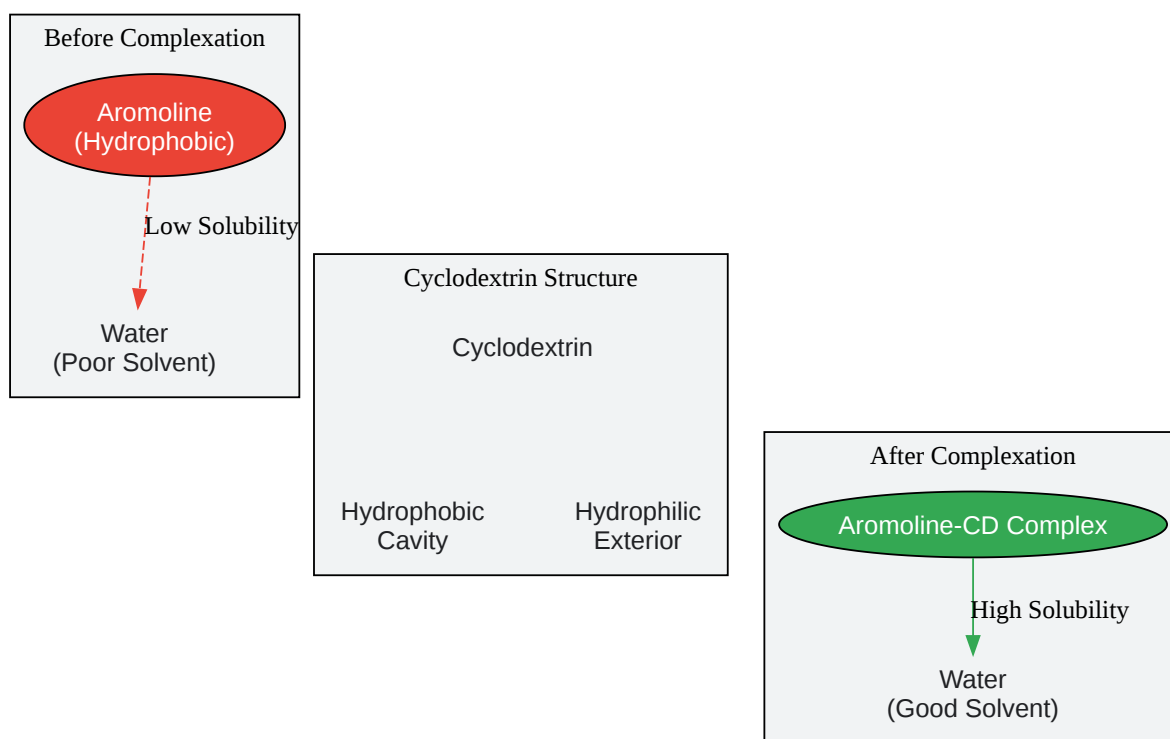 Before Complexation
Aromoline
(Hydrophobic)
Low Solubility
Water
(Poor Solvent)
Cyclodextrin Structure
Cyclodextrin
Hydrophobic
Cavity
Hydrophilic
Exterior
After Complexation
Aromoline-CD Complex
High Solubility
Water
(Good Solvent)